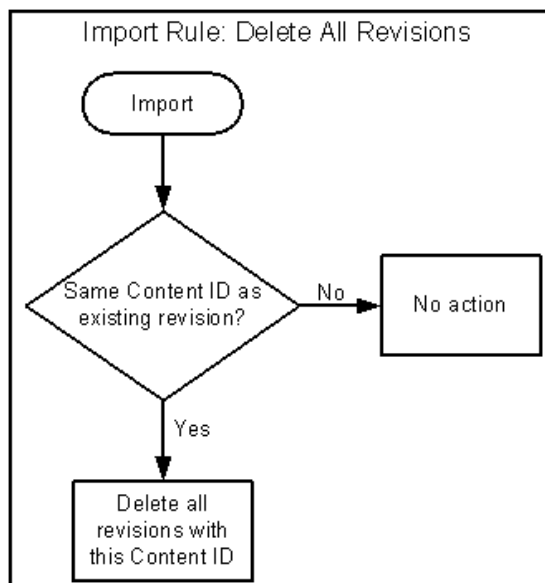 Import Rule: Delete All Revisions
Import
Same Content ID as
existing revision?
No
No action
Yes
Delete all
revisions with
this Content ID